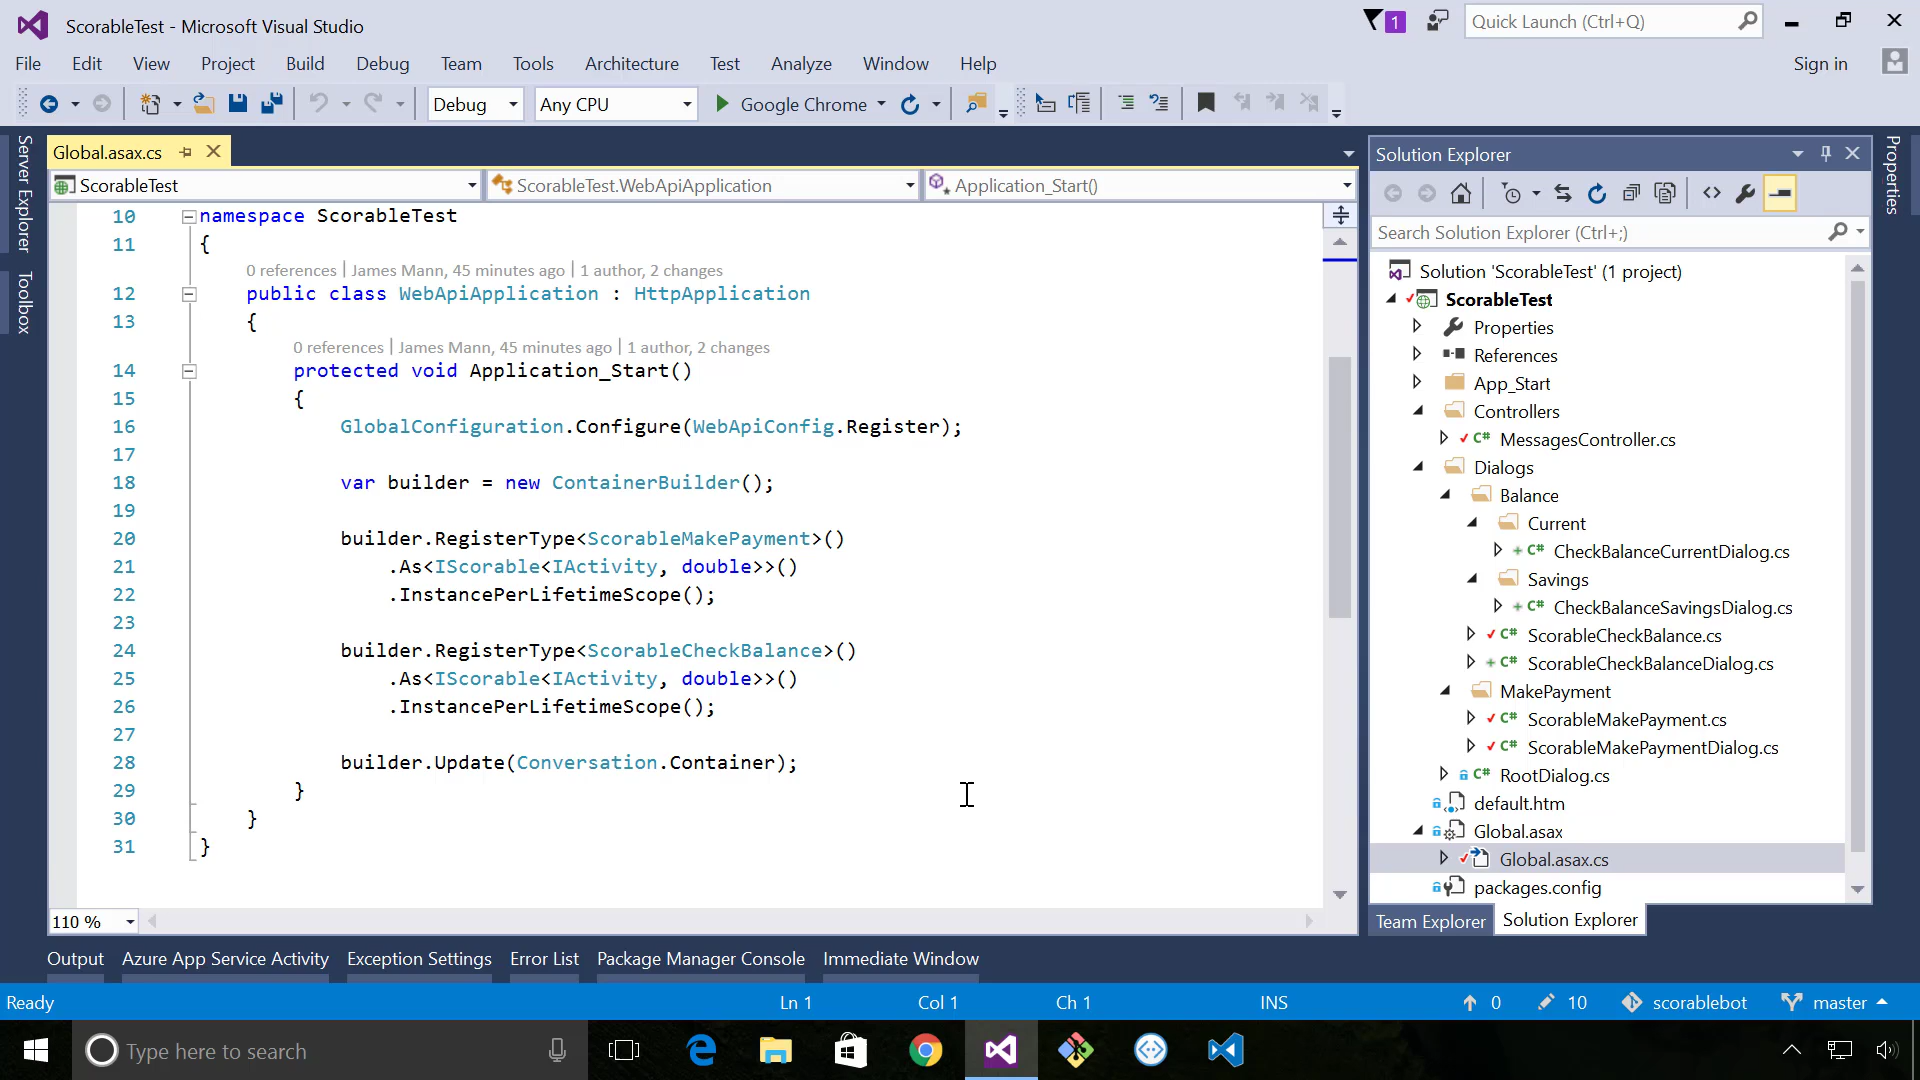 ScorableTest - Microsoft Visual Studio
1
Quick Launch (Ctrl+Q)
File Edit View Project Build Debug Team Tools Architecture Test Analyze Window Help
Sign in
Debug Any CPU Google Chrome
Server Explorer
Toolbox
Global.asax.cs
ScorableTest ScorableTest.WebApiApplication Application_Start()
10 namespace ScorableTest
11 {
0 references | James Mann, 45 minutes ago | 1 author, 2 changes
12 public class WebApiApplication : HttpApplication
13 {
0 references | James Mann, 45 minutes ago | 1 author, 2 changes
14 protected void Application_Start()
15 {
16 GlobalConfiguration.Configure(WebApiConfig.Register);
17
18 var builder = new ContainerBuilder();
19
20 builder.RegisterType<ScorableMakePayment>()
21 .As<IScorable<IActivity, double>>()
22 .InstancePerLifetimeScope();
23
24 builder.RegisterType<ScorableCheckBalance>()
25 .As<IScorable<IActivity, double>>()
26 .InstancePerLifetimeScope();
27
28 builder.Update(Conversation.Container);
29 }
30 }
31 }
110 %
Solution Explorer
Search Solution Explorer (Ctrl+;)
Solution 'ScorableTest' (1 project)
ScorableTest
Properties
References
App_Start
Controllers
C# MessagesController.cs
Dialogs
Balance
Current
C# CheckBalanceCurrentDialog.cs
Savings
C# CheckBalanceSavingsDialog.cs
C# ScorableCheckBalance.cs
C# ScorableCheckBalanceDialog.cs
MakePayment
C# ScorableMakePayment.cs
C# ScorableMakePaymentDialog.cs
C# RootDialog.cs
default.htm
Global.asax
Global.asax.cs
packages.config
Team Explorer Solution Explorer
Properties
Output Azure App Service Activity Exception Settings Error List Package Manager Console Immediate Window
Ready Ln 1 Col 1 Ch 1 INS 0 10 scorablebot master
Type here to search